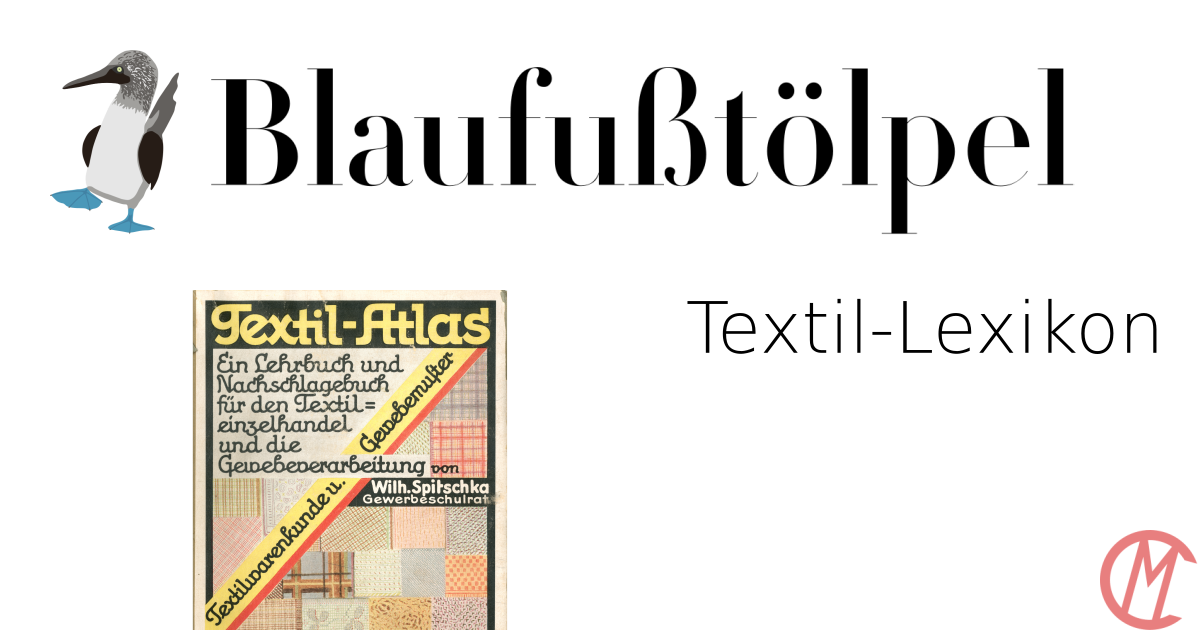 Blaufußtölpel
Textil-Lexikon
Textil-Atlas
Ein Lehrbuch und
Nachschlagebuch
für den Textil=
einzelhandel
und die
Gewebeverarbeitung von
Wilh. Spitschka
Gewerbeschulrat
Textilwarenkunde u.
Gewebemuster
CM